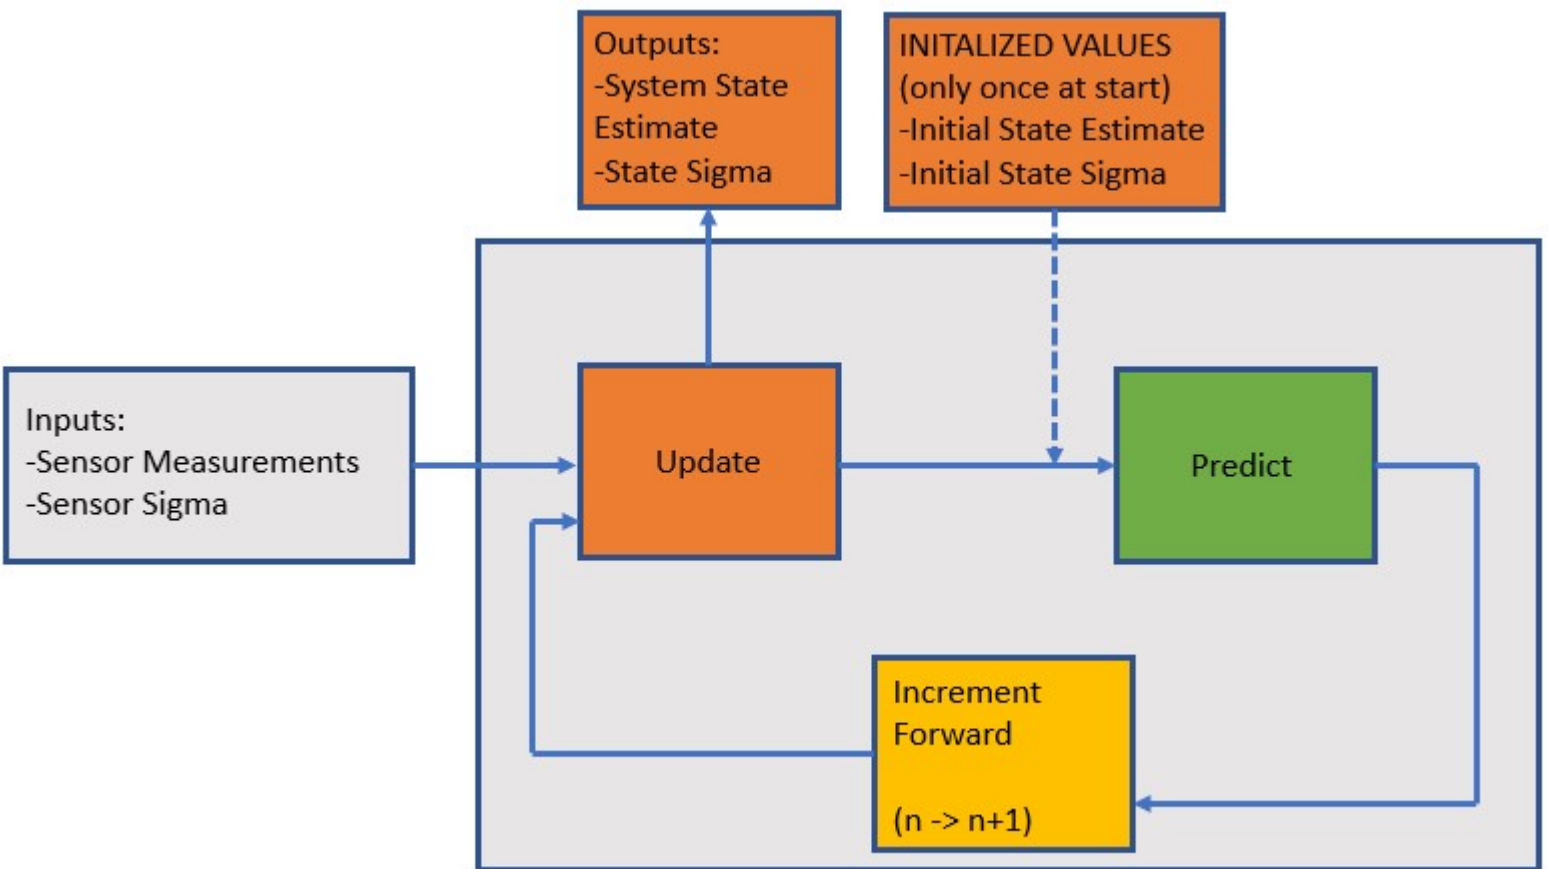 Outputs:
-System State
Estimate
-State Sigma
INITALIZED VALUES
(only once at start)
-Initial State Estimate
-Initial State Sigma
Inputs:
-Sensor Measurements
-Sensor Sigma
Update
Predict
Increment
Forward
(n -> n+1)